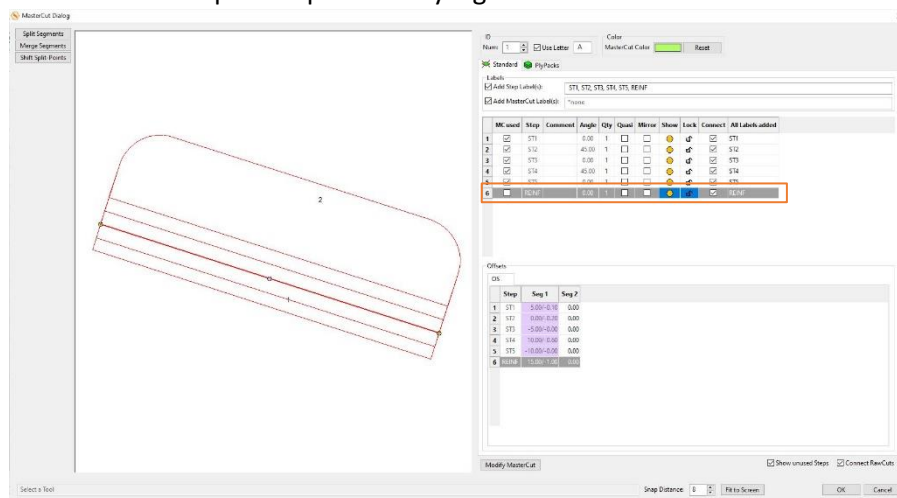 MasterCut Dialog
Split Segments
Merge Segments
Shift Split-Points
2
1
ID
Num: 1 Use Letter A
Color
MasterCut Color Reset
Standard PlyPacks
Labels
Add Step Label(s): ST1, ST2, ST3, ST4, ST5, REINF
Add MasterCut Label(s): *none
MC used Step Comment Angle Qty Quasi Mirror Show Lock Connect All Labels added
1 ST1 0.00 1 ST1
2 ST2 45.00 1 ST2
3 ST3 0.00 1 ST3
4 ST4 45.00 1 ST4
5 ST5 0.00 1 ST5
6 REINF 0.00 1 REINF
Offsets
OS
Step Seg 1 Seg 2
1 ST1 5.00/-0.10 0.00
2 ST2 0.00/-0.20 0.00
3 ST3 -5.00/-0.00 0.00
4 ST4 10.00/-0.60 0.00
5 ST5 -10.00/-0.00 0.00
6 REINF 15.00/-1.00 0.00
Modify MasterCut
Show unused Steps Connect RawCuts
Select a Tool
Snap Distance 8 Fit to Screen OK Cancel